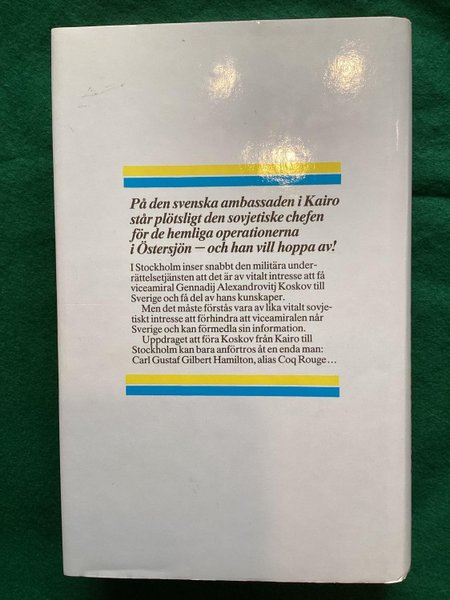 På den svenska ambassaden i Kairo
står plötsligt den sovjetiske chefen
för de hemliga operationerna
i Östersjön – och han vill hoppa av!
I Stockholm inser snabbt den militära under-
rättelsetjänsten att det är av vitalt intresse att få
viceamiral Gennadij Alexandrovitj Koskov till
Sverige och få del av hans kunskaper.
Men det måste förstås vara av lika vitalt sovje-
tiskt intresse att förhindra att viceamiralen når
Sverige och kan förmedla sin information.
Uppdraget att föra Koskov från Kairo till
Stockholm kan bara anförtros åt en enda man:
Carl Gustaf Gilbert Hamilton, alias Coq Rouge…